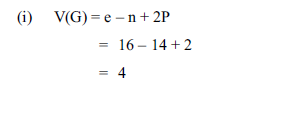 (i) V(G) = e – n + 2P
= 16 – 14 + 2
= 4